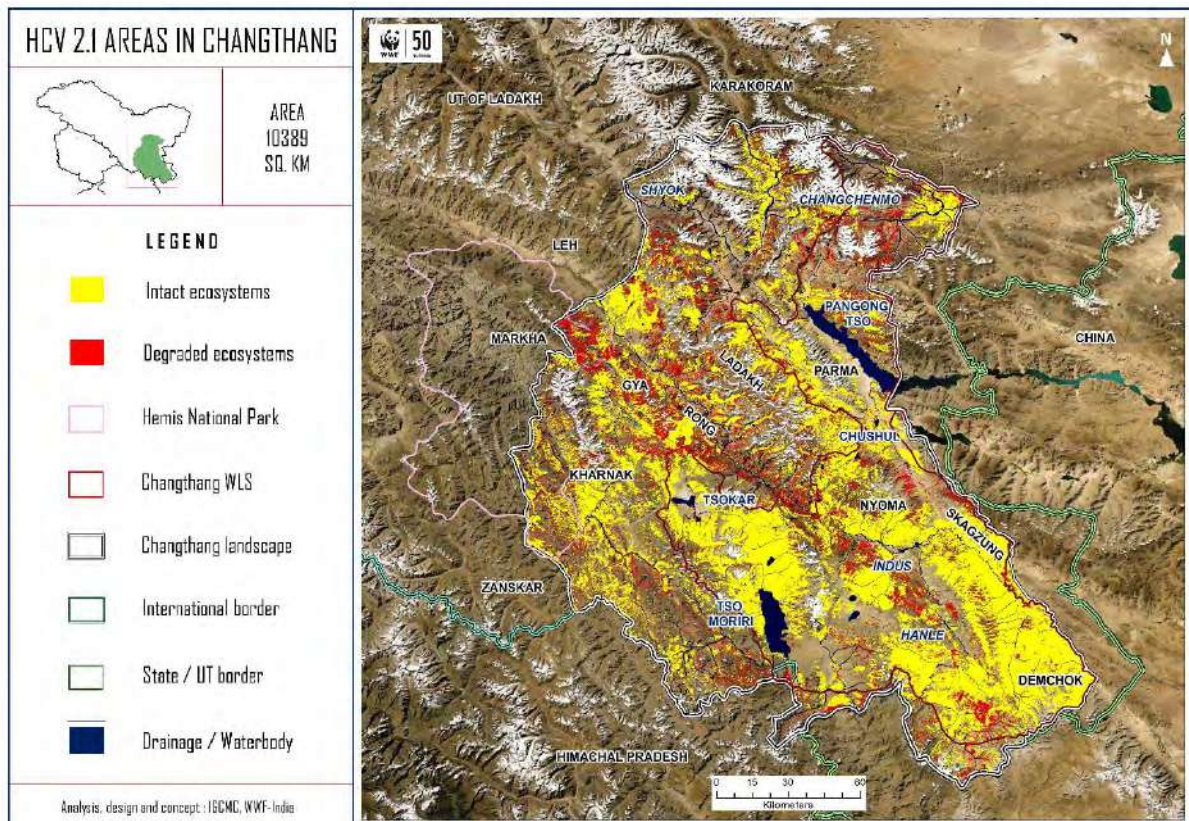 HCV 2.1 AREAS IN CHANGTHANG
AREA
10389
SQ. KM
LEGEND
Intact ecosystems
Degraded ecosystems
Hemis National Park
Changthang WLS
Changthang landscape
International border
State / UT border
Drainage / Waterbody
Analysis, design and concept : IGCMC, WWF-India
WWF
50
N
KARAKORAM
UT OF LADAKH
SHYOK
CHANGCHENMO
LEH
PANGONG
TSO
CHINA
MARKHA
LADAKH
PARMA
GYA
RONG
CHUSHUL
KHARNAK
TSOKAR
NYOMA
SKAGZUNG
INDUS
ZANSKAR
TSO
MORIRI
HANLE
DEMCHOK
HIMACHAL PRADESH
0 15 30 60
Kilometers